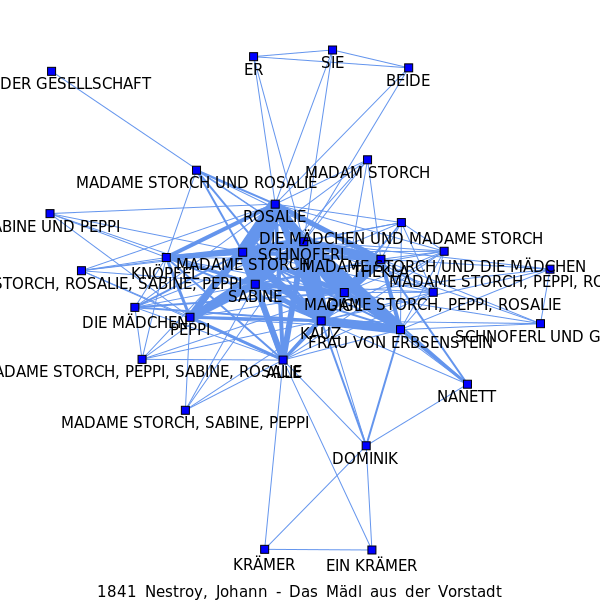 SIE
ER
BEIDE
DER GESELLSCHAFT
MADAM STORCH
MADAME STORCH UND ROSALIE
ROSALIE
ABINE UND PEPPI
DIE MÄDCHEN UND MADAME STORCH
SCHNOFERL
MADAME STORCH
MADAME STORCH UND DIE MÄDCHEN
THEKLA
KNÖPFEL
STORCH, ROSALIE, SABINE, PEPPI
MADAME STORCH, PEPPI, RO
SABINE
MADAME STORCH, PEPPI, ROSALIE
DIE MÄDCHEN
PEPPI
KAUZ
SCHNOFERL UND G
FRAU VON ERBSENSTEIN
ADAME STORCH, PEPPI, SABINE, ROSALIE
ALLE
NANETT
MADAME STORCH, SABINE, PEPPI
DOMINIK
KRÄMER
EIN KRÄMER
1841 Nestroy, Johann - Das Mädl aus der Vorstadt